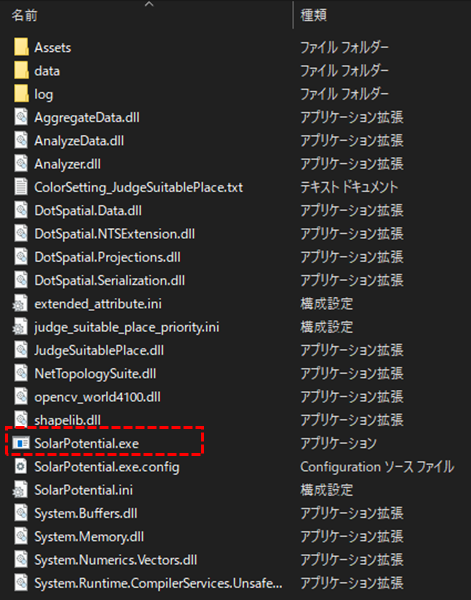 名前 種類
Assets ファイル フォルダー
data ファイル フォルダー
log ファイル フォルダー
AggregateData.dll アプリケーション拡張
AnalyzeData.dll アプリケーション拡張
Analyzer.dll アプリケーション拡張
ColorSetting_JudgeSuitablePlace.txt テキスト ドキュメント
DotSpatial.Data.dll アプリケーション拡張
DotSpatial.NTSExtension.dll アプリケーション拡張
DotSpatial.Projections.dll アプリケーション拡張
DotSpatial.Serialization.dll アプリケーション拡張
extended_attribute.ini 構成設定
judge_suitable_place_priority.ini 構成設定
JudgeSuitablePlace.dll アプリケーション拡張
NetTopologySuite.dll アプリケーション拡張
opencv_world4100.dll アプリケーション拡張
shapelib.dll アプリケーション拡張
SolarPotential.exe アプリケーション
SolarPotential.exe.config Configuration ソース ファイル
SolarPotential.ini 構成設定
System.Buffers.dll アプリケーション拡張
System.Memory.dll アプリケーション拡張
System.Numerics.Vectors.dll アプリケーション拡張
System.Runtime.CompilerServices.Unsafe... アプリケーション拡張